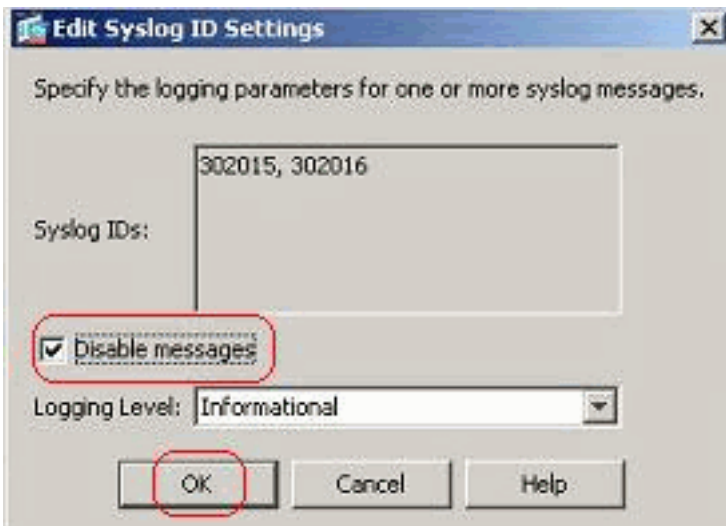 Edit Syslog ID Settings
Specify the logging parameters for one or more syslog messages.
302015, 302016
Syslog IDs:
Disable messages
Logging Level: Informational
OK Cancel Help